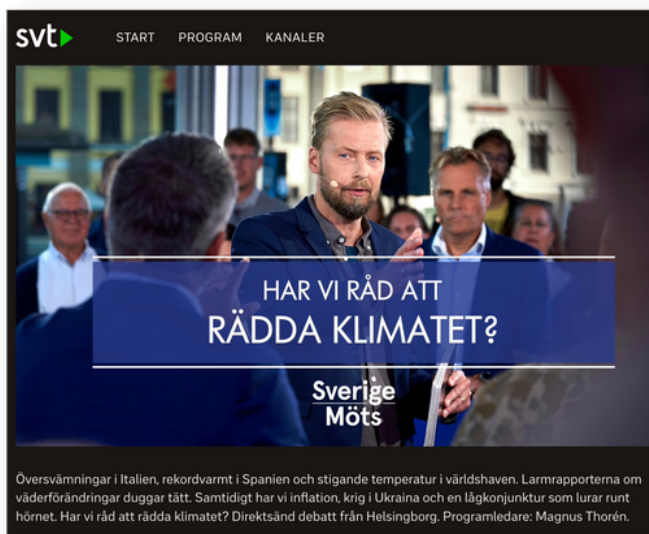 svt
START PROGRAM KANALER
HAR VI RÅD ATT
RÄDDA KLIMATET?
Sverige
Möts
Översvämningar i Italien, rekordvarmt i Spanien och stigande temperatur i världshaven. Larmrapporterna om
väderförändringar duggar tätt. Samtidigt har vi inflation, krig i Ukraina och en lågkonjunktur som lurar runt
hörnet. Har vi råd att rädda klimatet? Direktsänd debatt från Helsingborg. Programledare: Magnus Thorén.